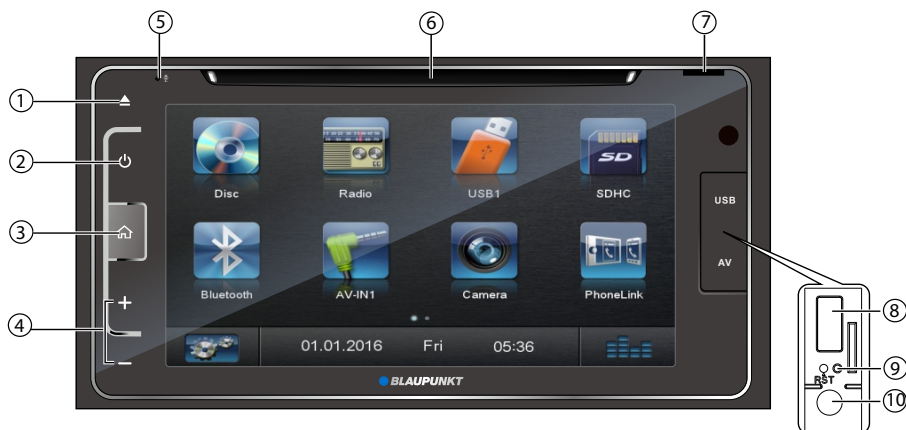 5
6
7
1
2
3
4
Disc Radio USB1 SDHC
SD
USB
AV
Bluetooth AV-IN1 Camera PhoneLink
01.01.2016 Fri 05:36
BLAUPUNKT
8
9
RST
10